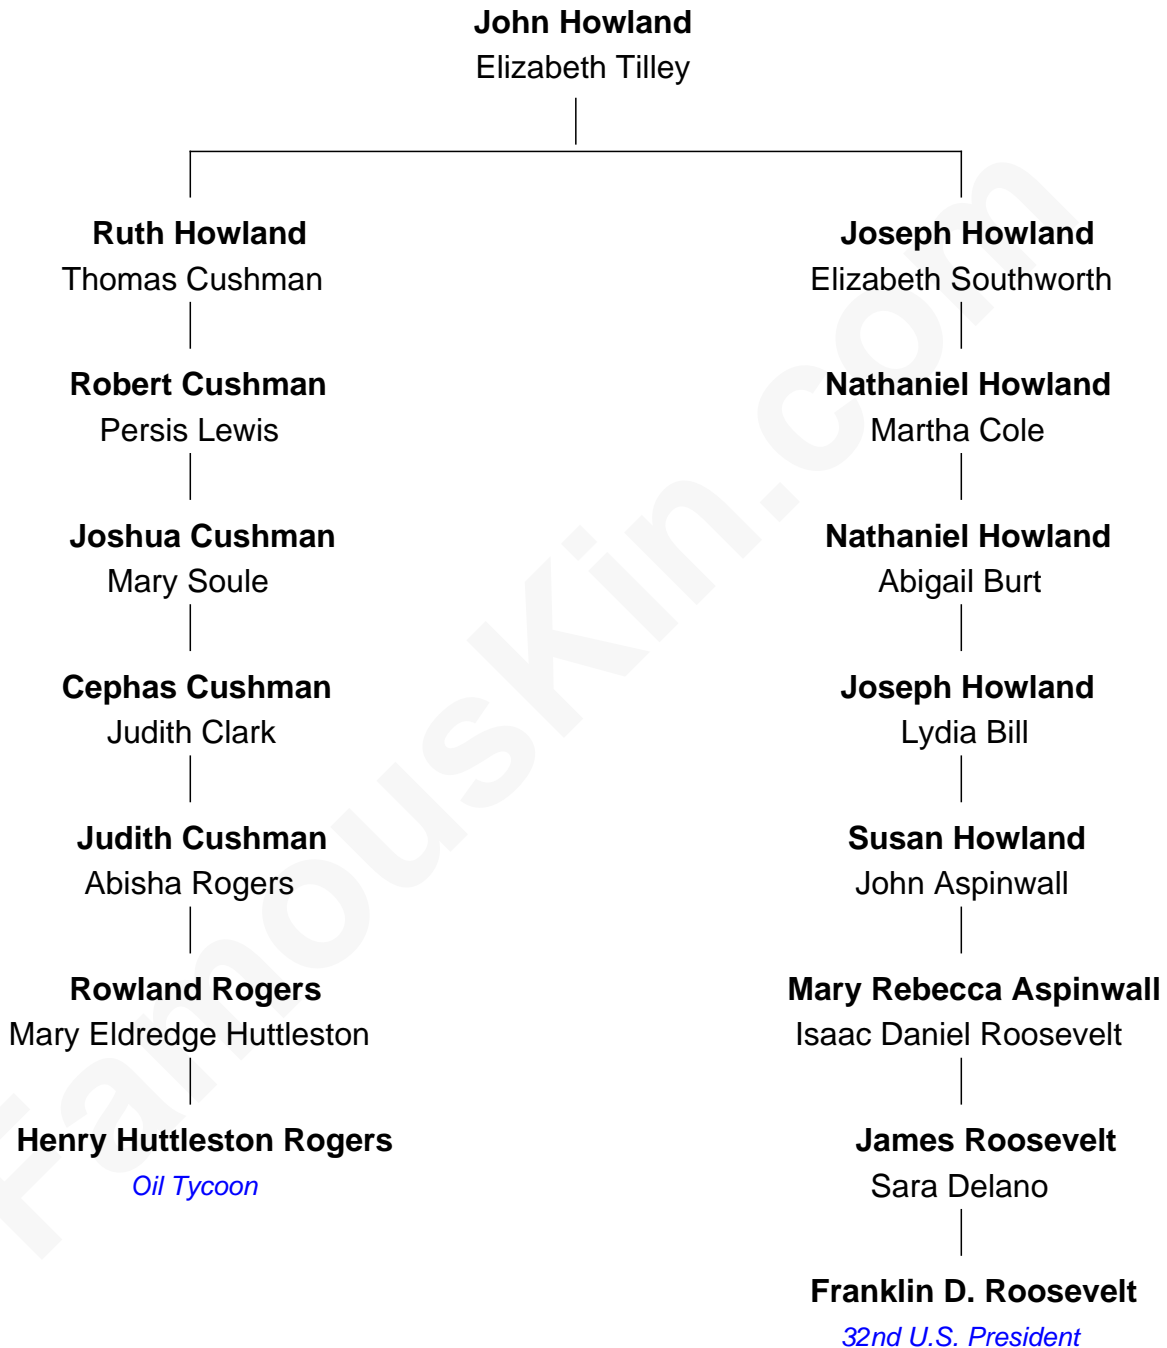 John Howland
Elizabeth Tilley
Ruth Howland
Thomas Cushman
Robert Cushman
Persis Lewis
Joshua Cushman
Mary Soule
Cephas Cushman
Judith Clark
Judith Cushman
Abisha Rogers
Rowland Rogers
Mary Eldredge Huttleston
Henry Huttleston Rogers
Oil Tycoon
Joseph Howland
Elizabeth Southworth
Nathaniel Howland
Martha Cole
Nathaniel Howland
Abigail Burt
Joseph Howland
Lydia Bill
Susan Howland
John Aspinwall
Mary Rebecca Aspinwall
Isaac Daniel Roosevelt
James Roosevelt
Sara Delano
Franklin D. Roosevelt
32nd U.S. President
FamousKin.com